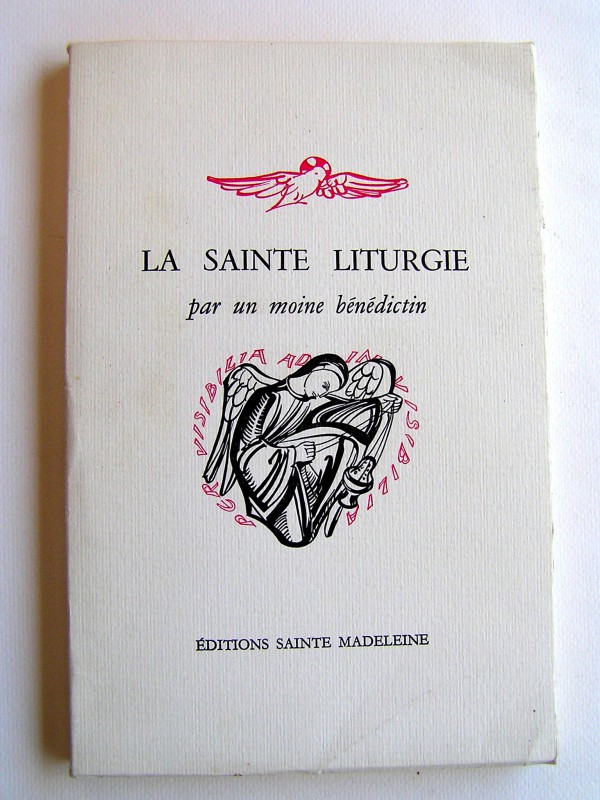 LA SAINTE LITURGIE
par un moine bénédictin
PER VISIBILIA AD INVISIBILIA
ÉDITIONS SAINTE MADELEINE